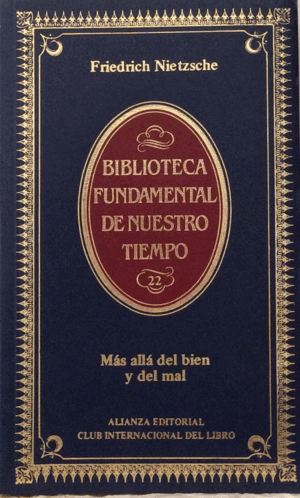 Friedrich Nietzsche
BIBLIOTECA
FUNDAMENTAL
DE NUESTRO
TIEMPO
22
Más allá del bien
y del mal
ALIANZA EDITORIAL
CLUB INTERNACIONAL DEL LIBRO